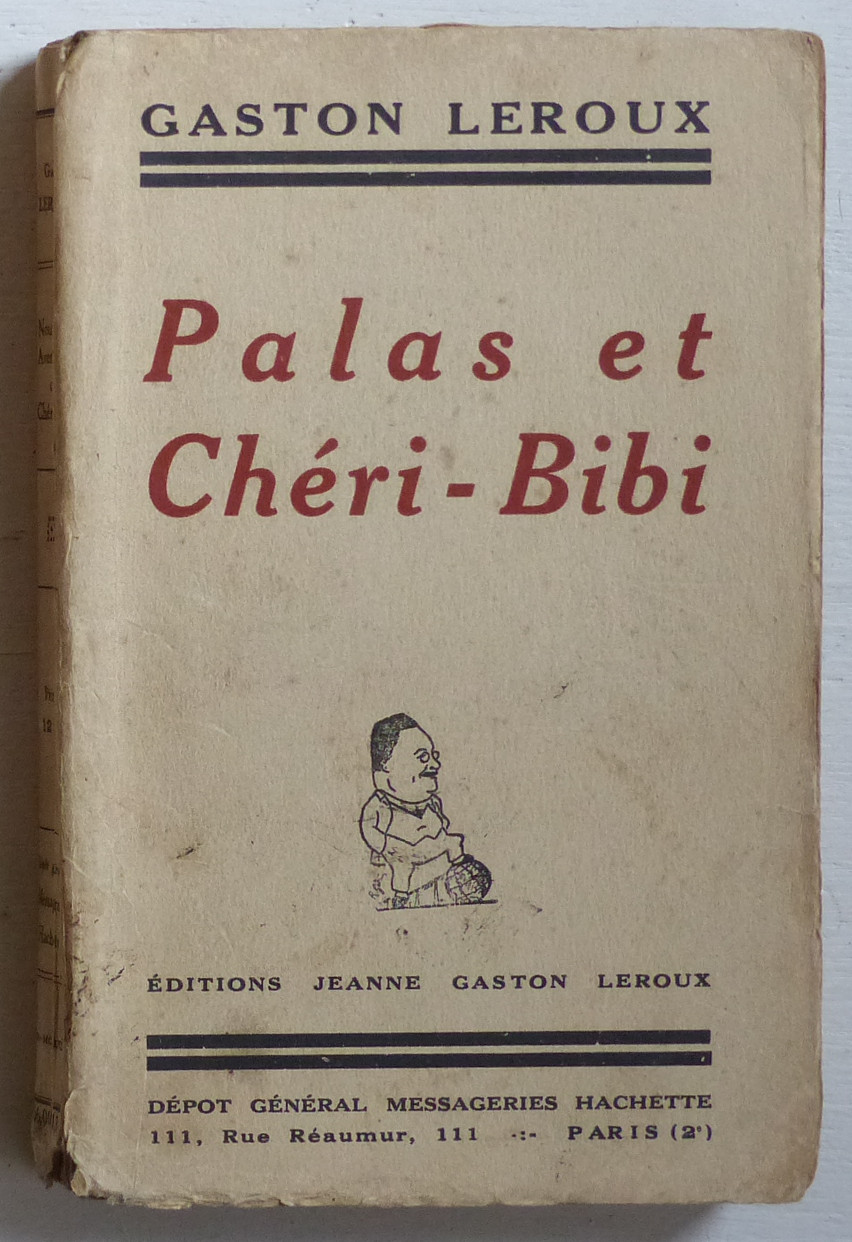 GASTON LEROUX
Palas et
Chéri-Bibi
ÉDITIONS JEANNE GASTON LEROUX
DÉPOT GÉNÉRAL MESSAGERIES HACHETTE
111, Rue Réaumur, 111 -:- PARIS (2ᵉ)